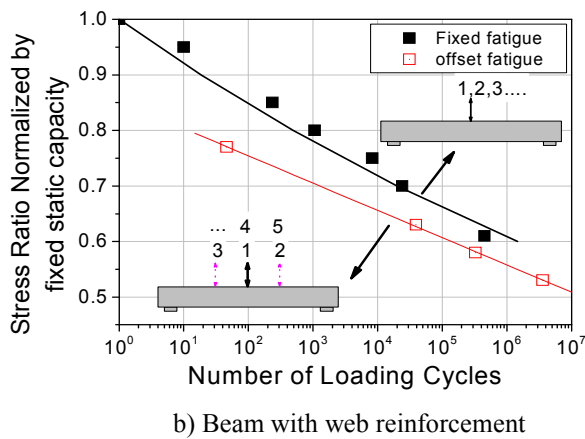 Stress Ratio Normalized by
fixed static capacity
1.0
0.9
0.8
0.7
0.6
0.5
Fixed fatigue
offset fatigue
1,2,3....
... 4 5
3 1 2
10^0 10^1 10^2 10^3 10^4 10^5 10^6 10^7
Number of Loading Cycles
b) Beam with web reinforcement